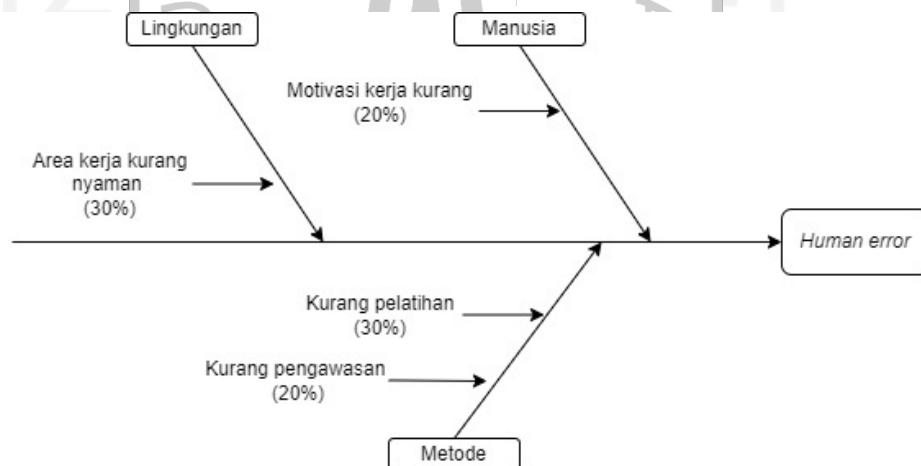 Lingkungan
Manusia
Motivasi kerja kurang
(20%)
Area kerja kurang
nyaman
(30%)
Human error
Kurang pelatihan
(30%)
Kurang pengawasan
(20%)
Metode